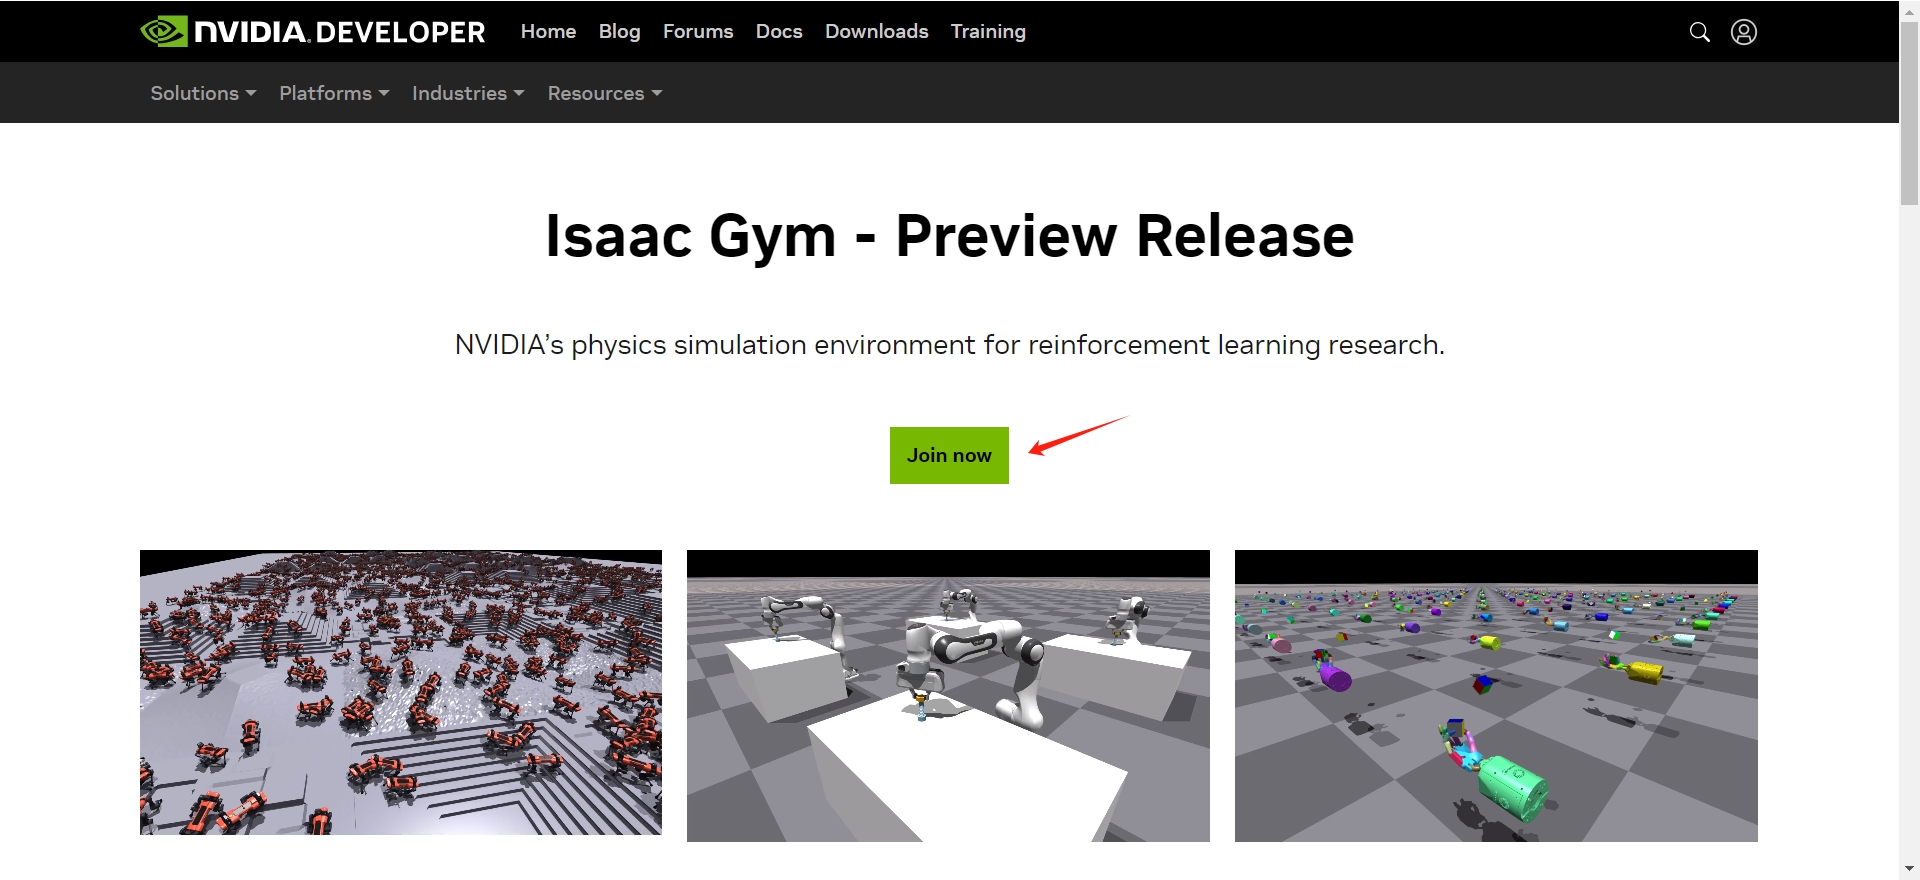 NVIDIA. DEVELOPER Home Blog Forums Docs Downloads Training
Solutions Platforms Industries Resources
Isaac Gym - Preview Release
NVIDIA’s physics simulation environment for reinforcement learning research.
Join now